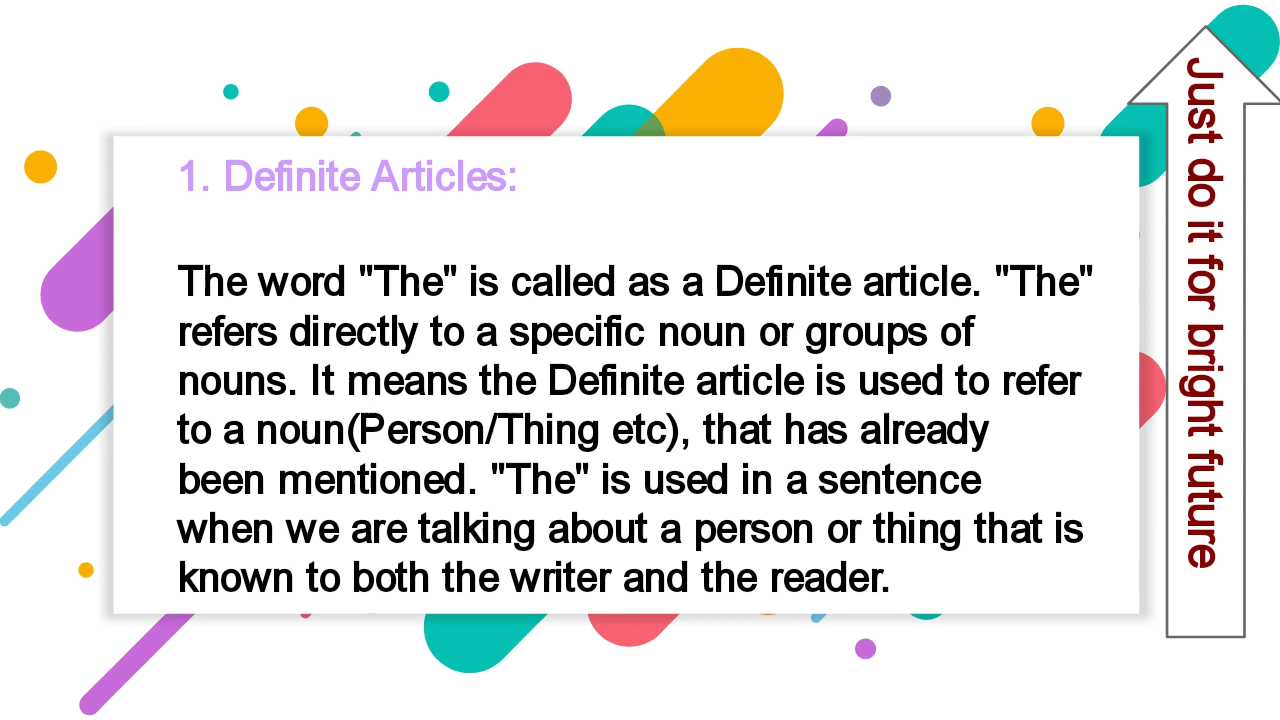 1. Definite Articles:
The word "The" is called as a Definite article. "The"
refers directly to a specific noun or groups of
nouns. It means the Definite article is used to refer
to a noun(Person/Thing etc), that has already
been mentioned. "The" is used in a sentence
when we are talking about a person or thing that is
known to both the writer and the reader.
Just do it for bright future